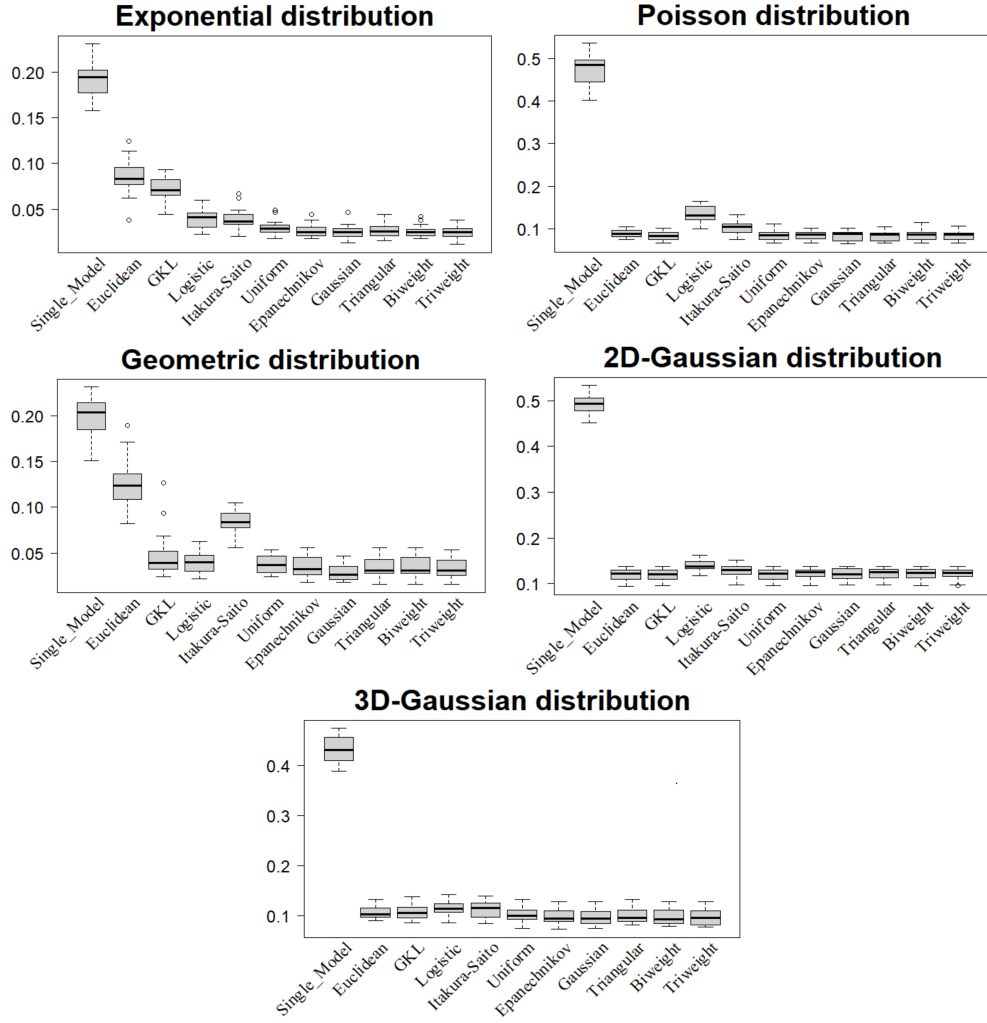 Exponential distribution
0.20
0.15
0.10
0.05
Single_Model Euclidean GKL Logistic Itakura-Saito Uniform Epanechnikov Gaussian Triangular Biweight Triweight
Poisson distribution
0.5
0.4
0.3
0.2
0.1
Single_Model Euclidean GKL Logistic Itakura-Saito Uniform Epanechnikov Gaussian Triangular Biweight Triweight
Geometric distribution
0.20
0.15
0.10
0.05
Single_Model Euclidean GKL Logistic Itakura-Saito Uniform Epanechnikov Gaussian Triangular Biweight Triweight
2D-Gaussian distribution
0.5
0.4
0.3
0.2
0.1
Single_Model Euclidean GKL Logistic Itakura-Saito Uniform Epanechnikov Gaussian Triangular Biweight Triweight
3D-Gaussian distribution
0.4
0.3
0.2
0.1
Single_Model Euclidean GKL Logistic Itakura-Saito Uniform Epanechnikov Gaussian Triangular Biweight Triweight